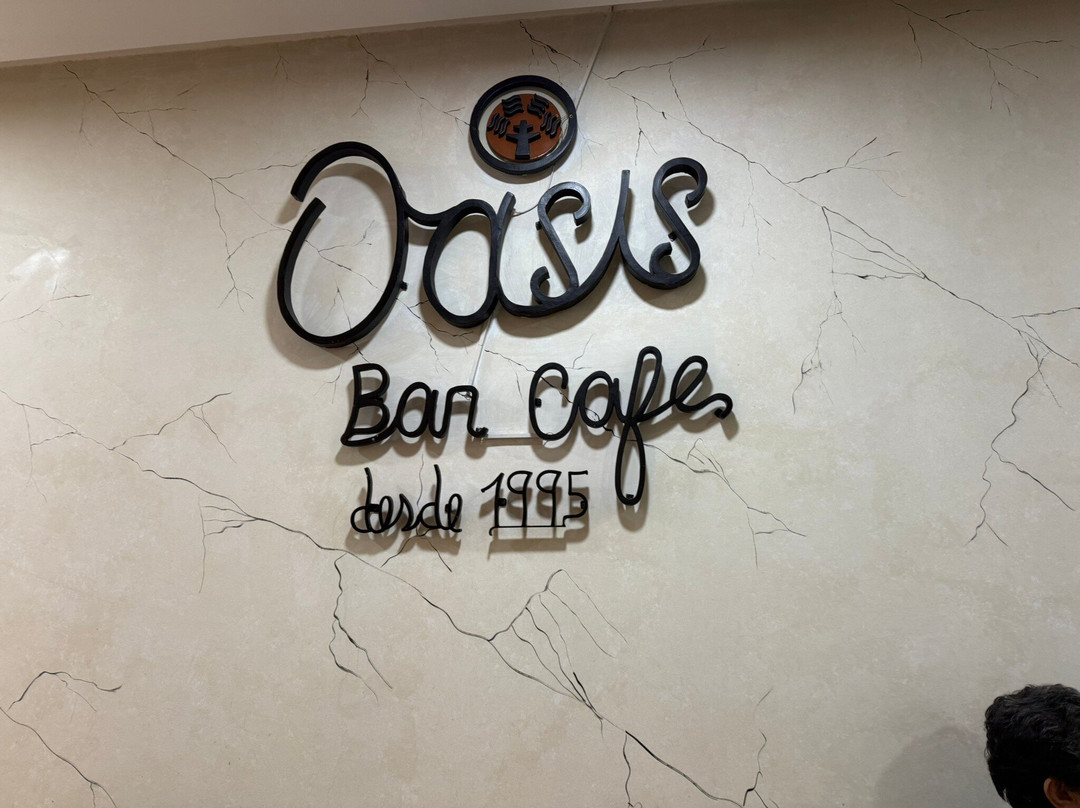 Oasis
Bar Cafe
desde 1995